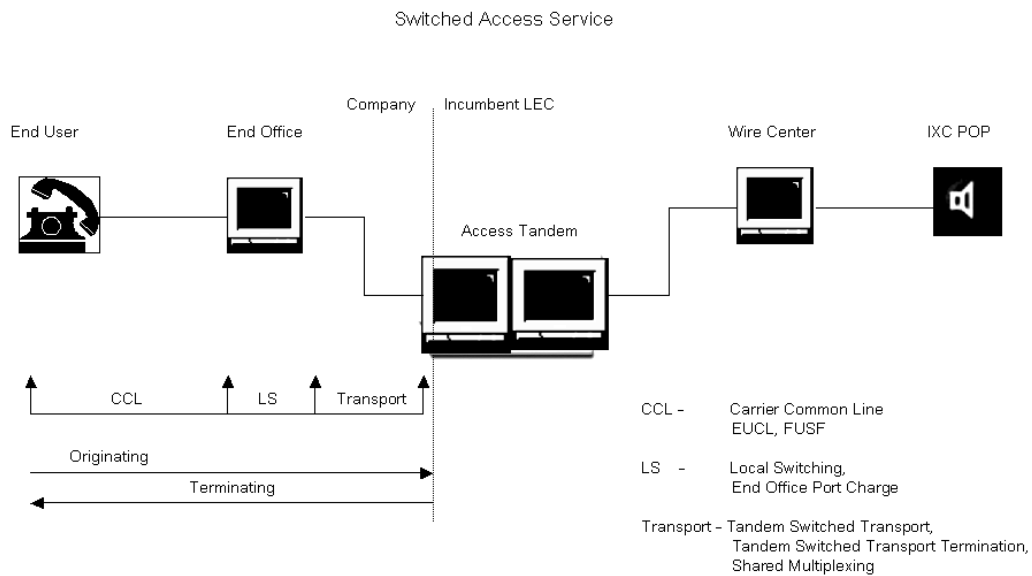 Switched Access Service
Company
Incumbent LEC
End User
End Office
Wire Center
IXC POP
Access Tandem
CCL
LS
Transport
Originating
Terminating
CCL - Carrier Common Line
EUCL, FUSF
LS - Local Switching,
End Office Port Charge
Transport - Tandem Switched Transport,
Tandem Switched Transport Termination,
Shared Multiplexing